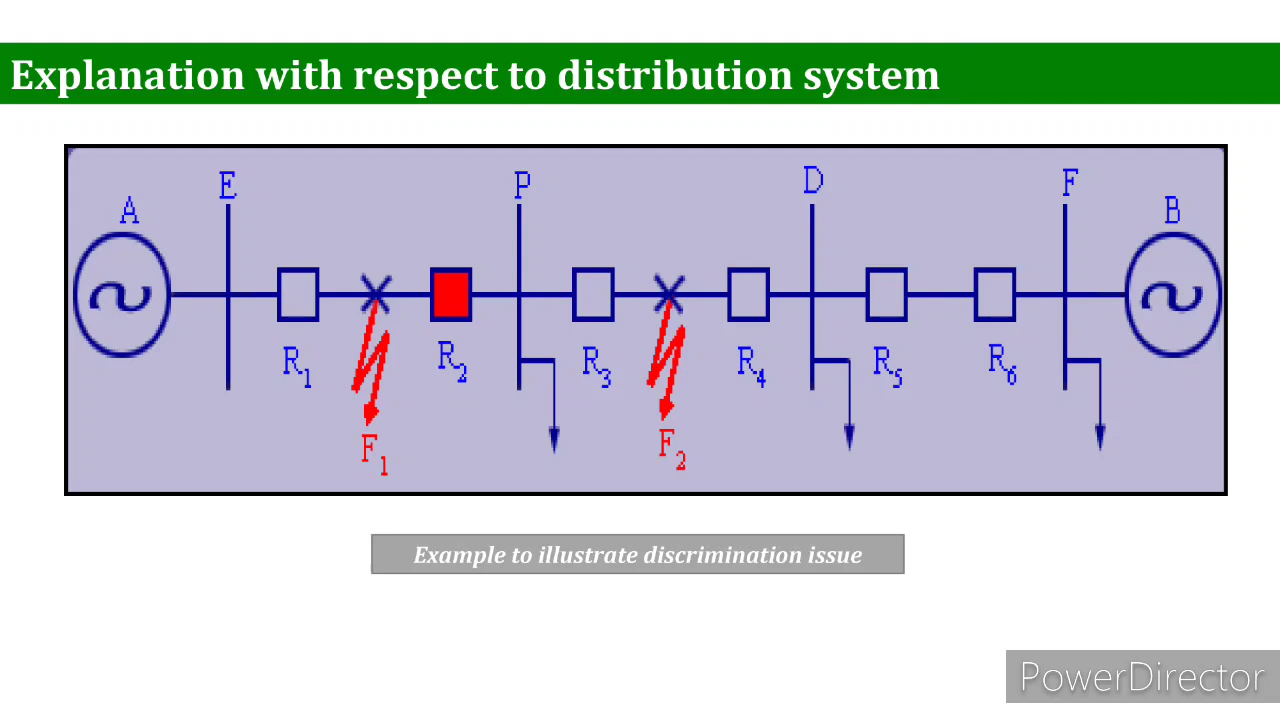 Explanation with respect to distribution system
E P D F
A B
R1 R2 R3 R4 R5 R6
F1 F2
Example to illustrate discrimination issue
PowerDirector